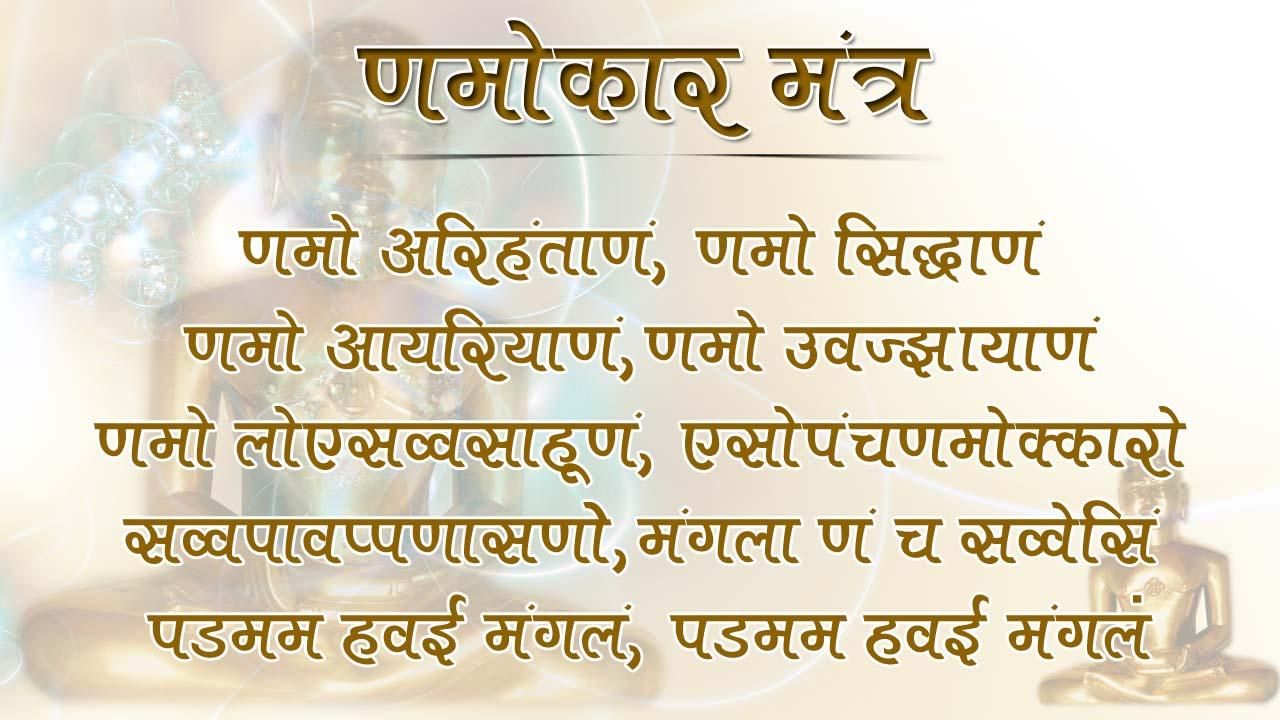 णमोकार मंत्र
णमो अरिहंताणं, णमो सिद्धाणं
णमो आयरियाणं,णमो उवज्झायाणं
णमो लोएसव्वसाहूणं, एसोपंचणमोक्कारो
सव्वपावप्पणासणो,मंगला णं च सव्वेसिं
पडमम हवई मंगलं, पडमम हवई मंगलं